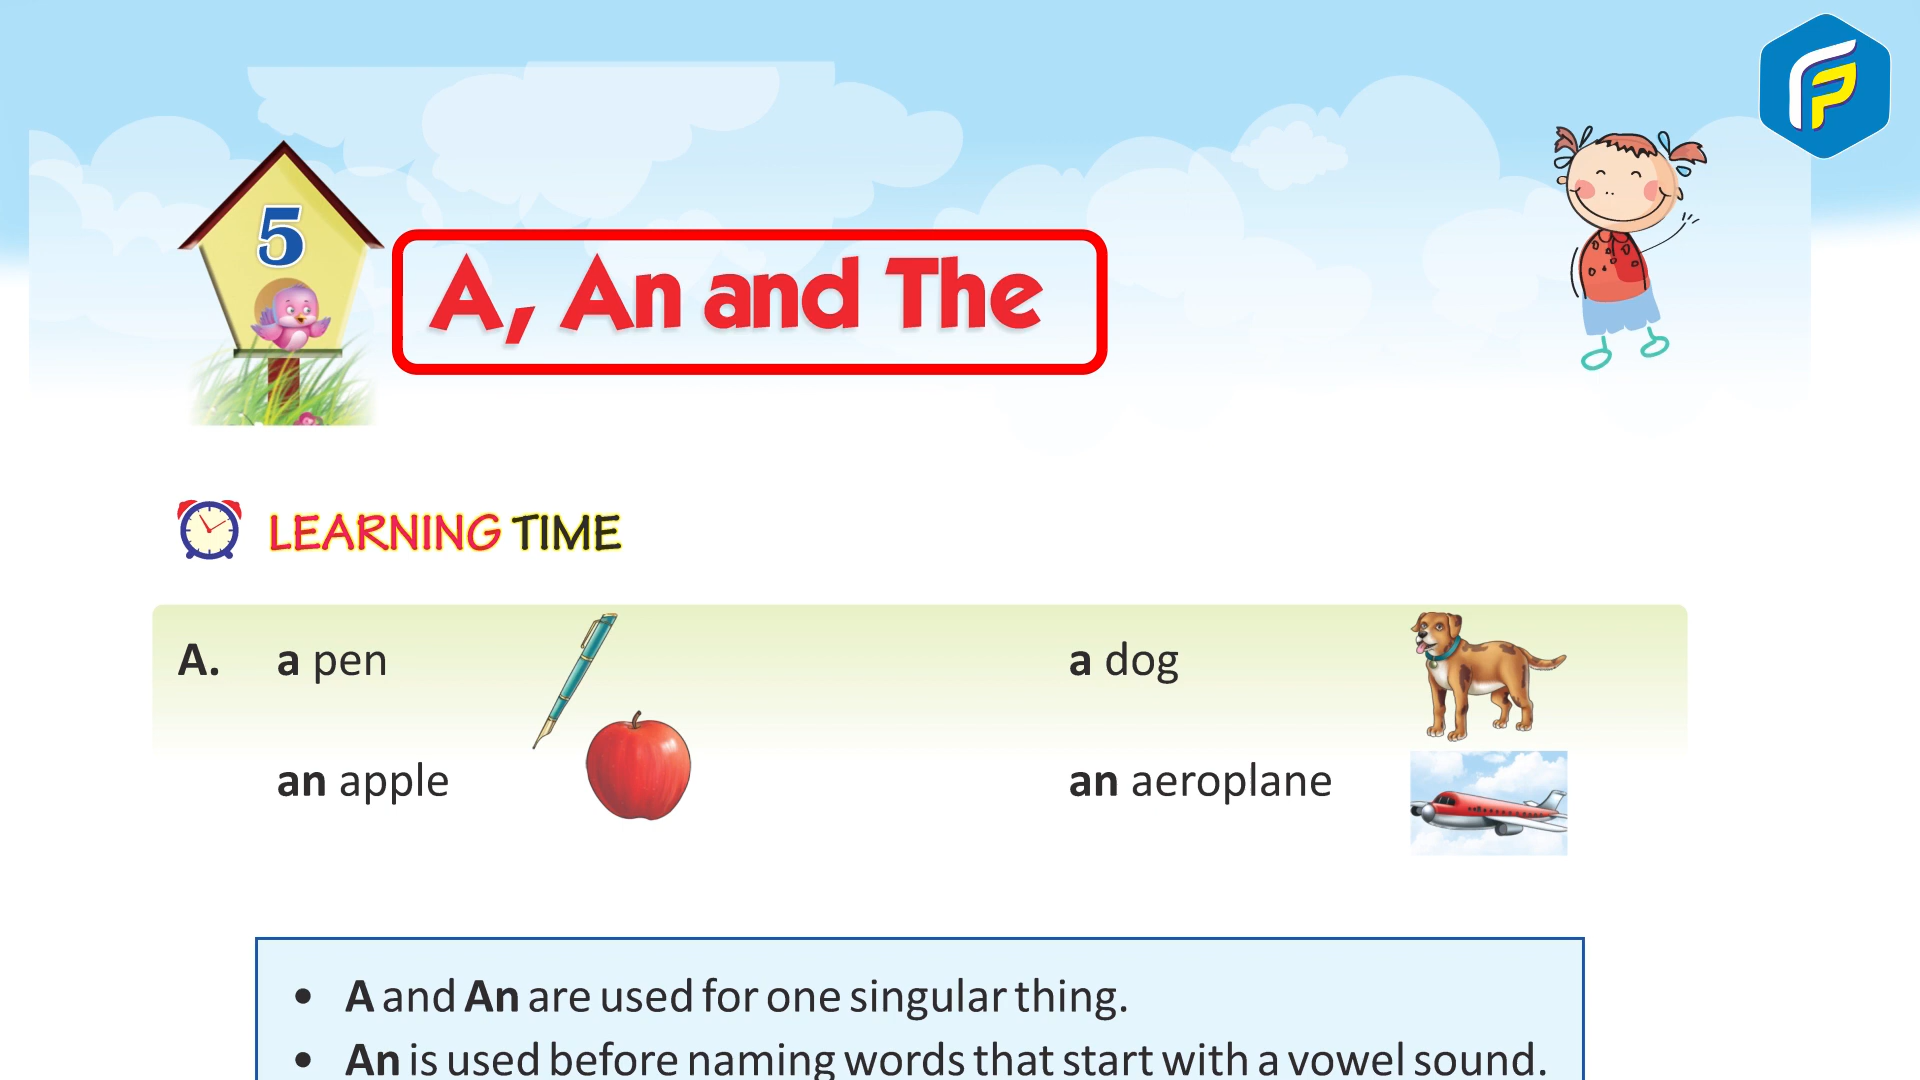 5
A, An and The
LEARNING TIME
A. a pen a dog
an apple an aeroplane
• A and An are used for one singular thing.
• An is used before naming words that start with a vowel sound.